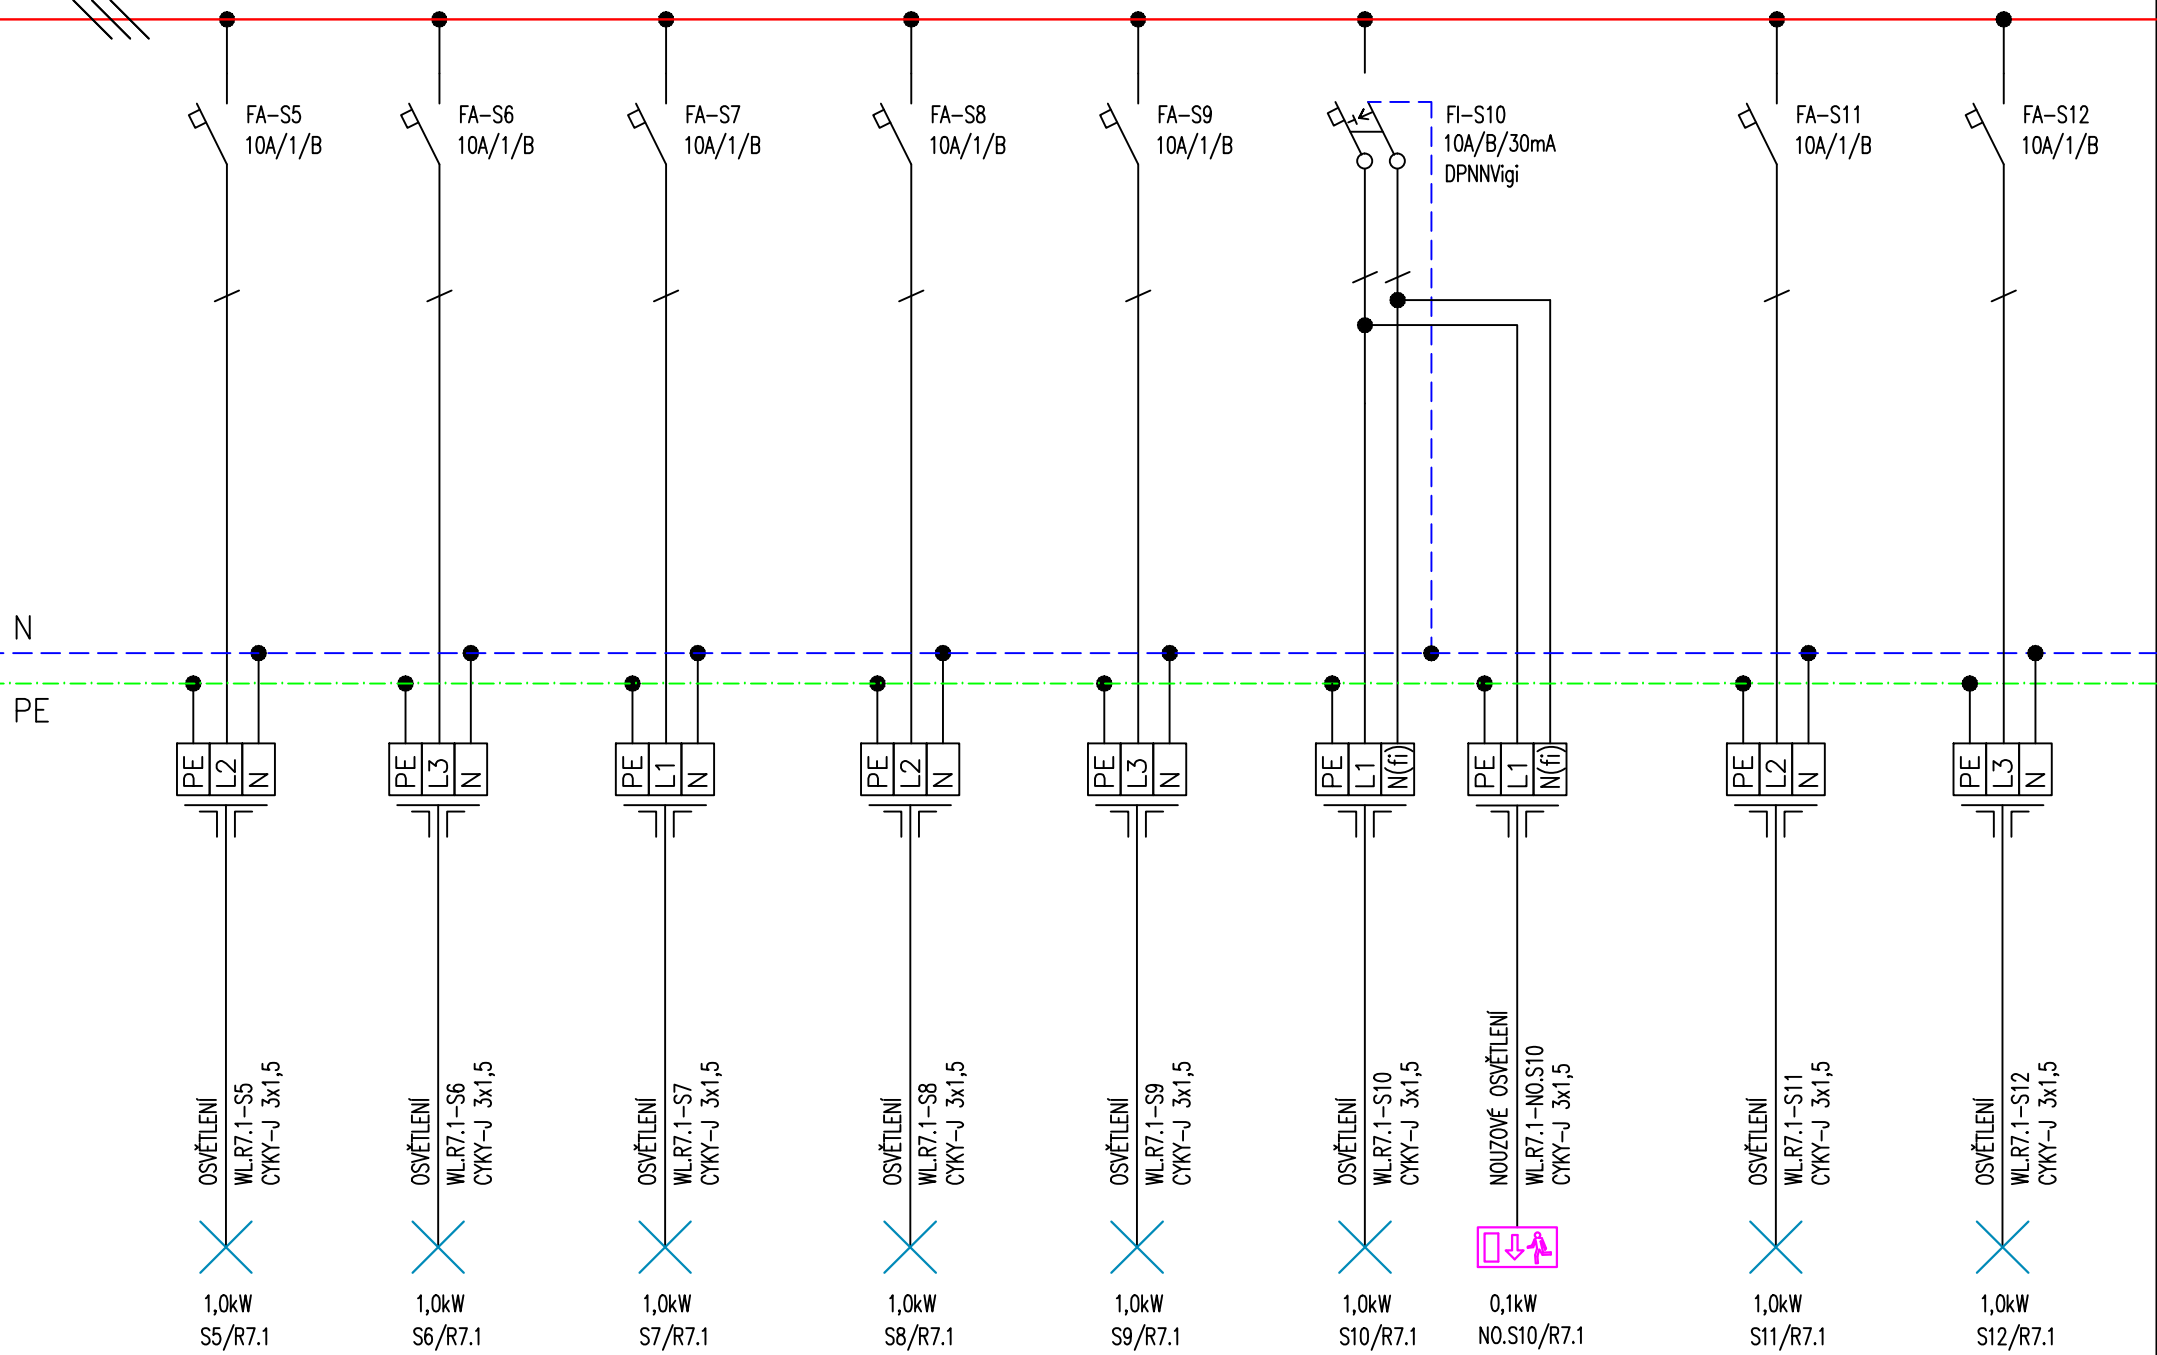 FA-S5
10A/1/B
FA-S6
10A/1/B
FA-S7
10A/1/B
FA-S8
10A/1/B
FA-S9
10A/1/B
FI-S10
10A/B/30mA
DPNNVigi
FA-S11
10A/1/B
FA-S12
10A/1/B
N
PE
PE L2 N
PE L3 N
PE L1 N
PE L2 N
PE L3 N
PE L1 N(fi)
PE L1 N(fi)
PE L2 N
PE L3 N
OSVĚTLENÍ
WL.R7.1-S5
CYKY-J 3x1,5
OSVĚTLENÍ
WL.R7.1-S6
CYKY-J 3x1,5
OSVĚTLENÍ
WL.R7.1-S7
CYKY-J 3x1,5
OSVĚTLENÍ
WL.R7.1-S8
CYKY-J 3x1,5
OSVĚTLENÍ
WL.R7.1-S9
CYKY-J 3x1,5
OSVĚTLENÍ
WL.R7.1-S10
CYKY-J 3x1,5
NOUZOVÉ OSVĚTLENÍ
WL.R7.1-NO.S10
CYKY-J 3x1,5
OSVĚTLENÍ
WL.R7.1-S11
CYKY-J 3x1,5
OSVĚTLENÍ
WL.R7.1-S12
CYKY-J 3x1,5
1,0kW
S5/R7.1
1,0kW
S6/R7.1
1,0kW
S7/R7.1
1,0kW
S8/R7.1
1,0kW
S9/R7.1
1,0kW
S10/R7.1
0,1kW
NO.S10/R7.1
1,0kW
S11/R7.1
1,0kW
S12/R7.1